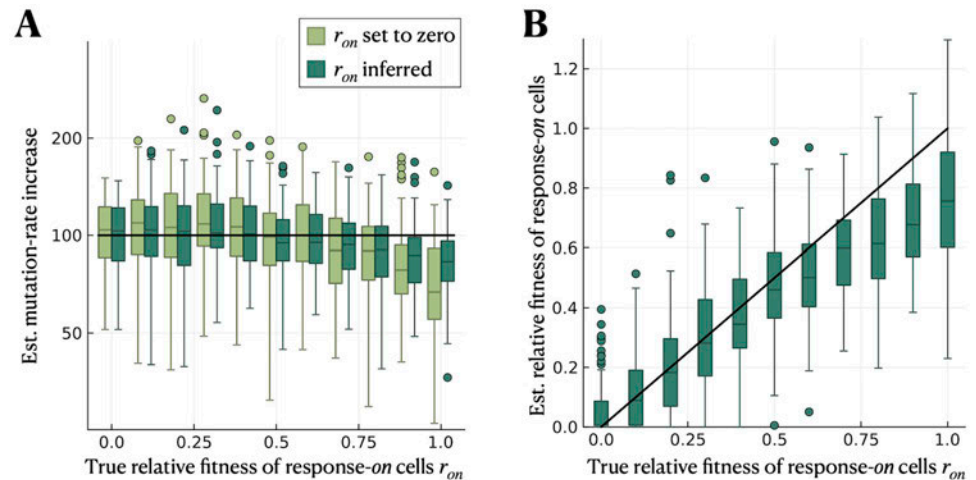 A
B
r_on set to zero
r_on inferred
Est. mutation-rate increase
200
100
50
0.0 0.25 0.5 0.75 1.0
True relative fitness of response-on cells r_on
Est. relative fitness of response-on cells
1.2
1.0
0.8
0.6
0.4
0.2
0.0
0.0 0.25 0.5 0.75 1.0
True relative fitness of response-on cells r_on